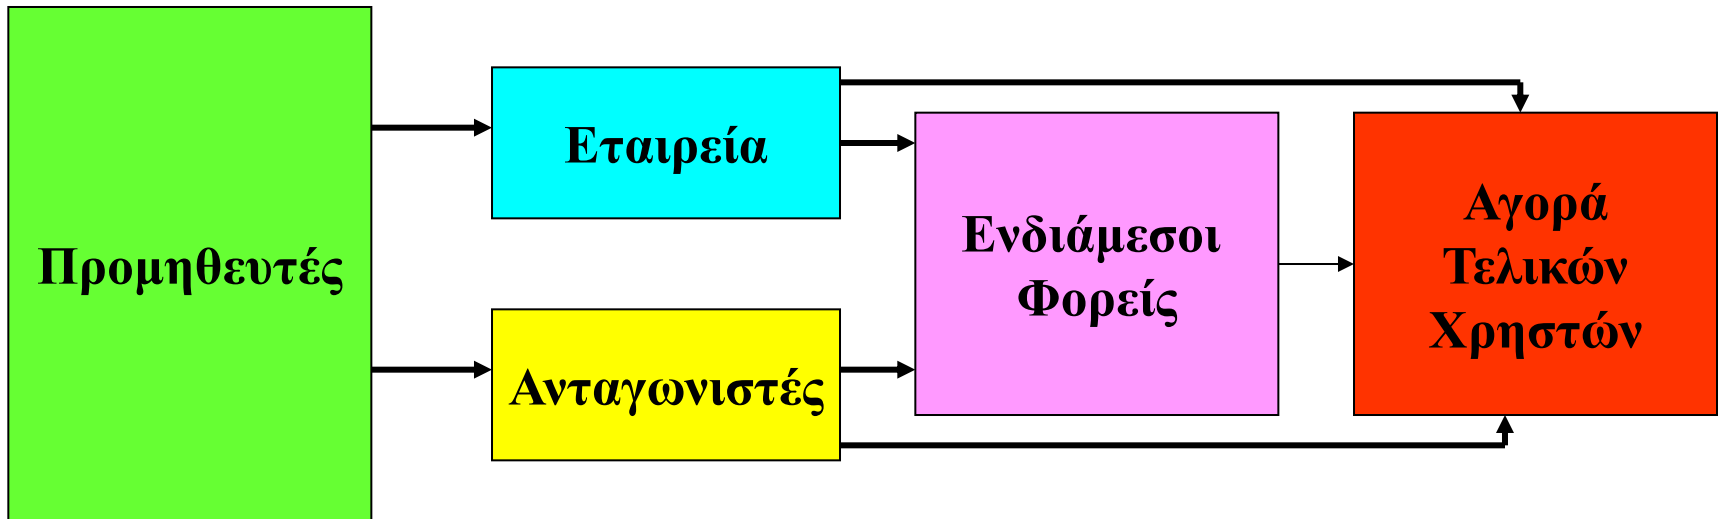 Προμηθευτές
Εταιρεία
Ανταγωνιστές
Ενδιάμεσοι
Φορείς
Αγορά
Τελικών
Χρηστών